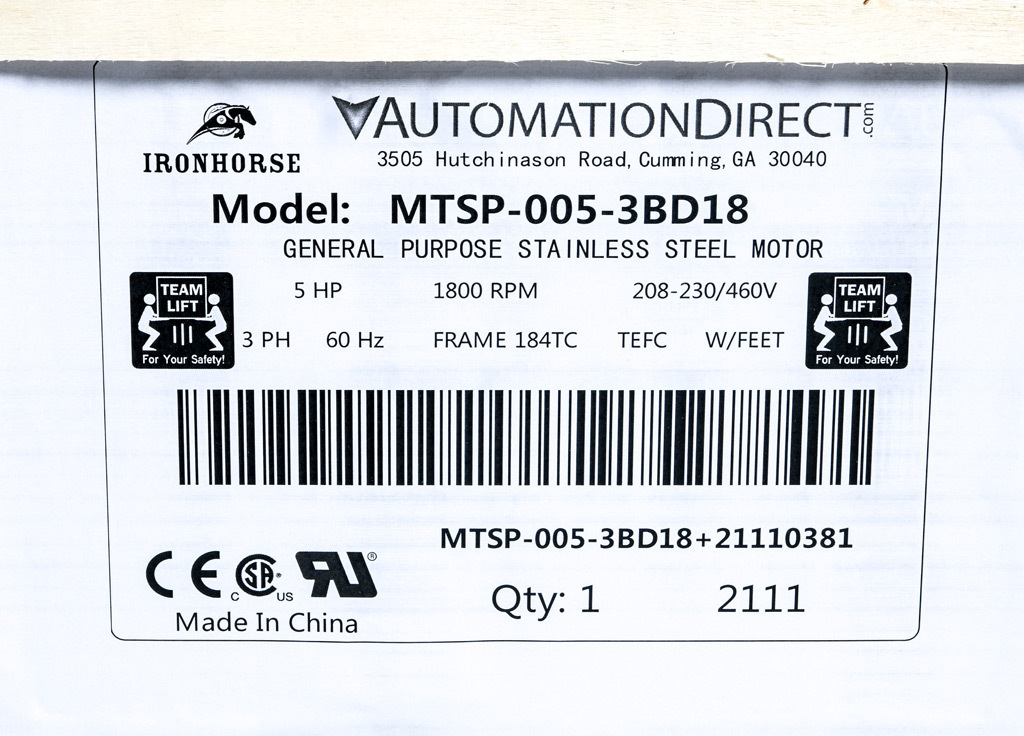 IRONHORSE
AUTOMATIONDIRECT.com
3505 Hutchinason Road, Cumming, GA 30040
Model: MTSP-005-3BD18
GENERAL PURPOSE STAINLESS STEEL MOTOR
TEAM LIFT
For Your Safety!
5 HP 1800 RPM 208-230/460V
3 PH 60 Hz FRAME 184TC TEFC W/FEET
TEAM LIFT
For Your Safety!
MTSP-005-3BD18+21110381
CE C SA® US RU®
Made In China
Qty: 1 2111